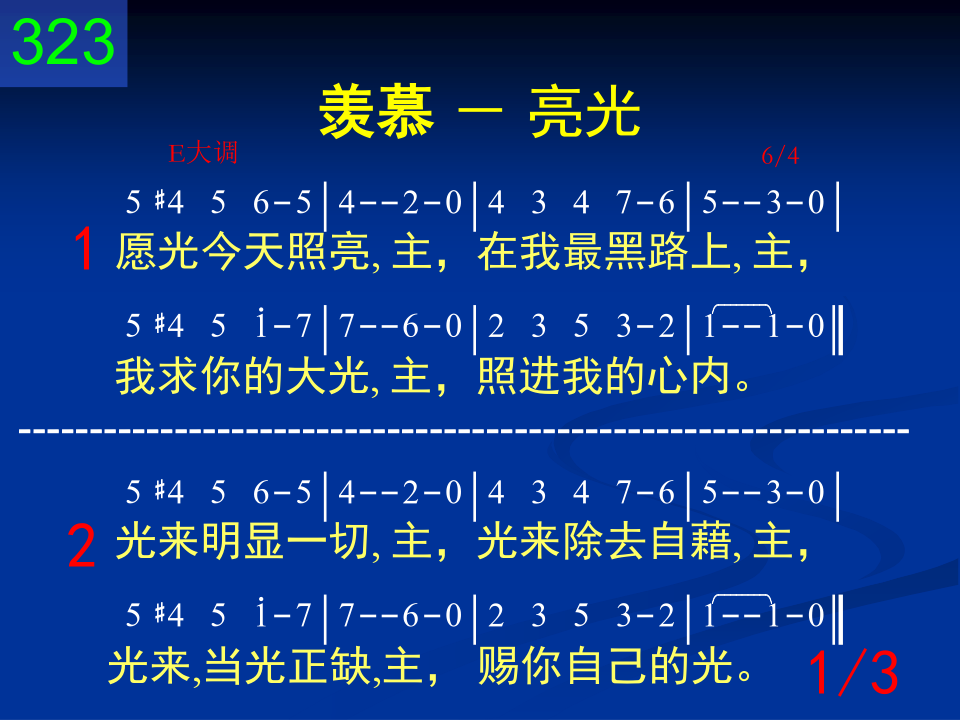 323
羡慕 － 亮光
E大调 6/4
5 #4 5 6-5|4--2-0|4 3 4 7-6|5--3-0|
1 愿光今天照亮, 主，在我最黑路上, 主，
5 #4 5 i-7|7--6-0|2 3 5 3-2|1--1-0‖
我求你的大光, 主，照进我的心内。
---------------------------------------------------------------
5 #4 5 6-5|4--2-0|4 3 4 7-6|5--3-0|
2 光来明显一切, 主，光来除去自藉, 主，
5 #4 5 i-7|7--6-0|2 3 5 3-2|1--1-0‖
光来,当光正缺,主， 赐你自己的光。
1/3